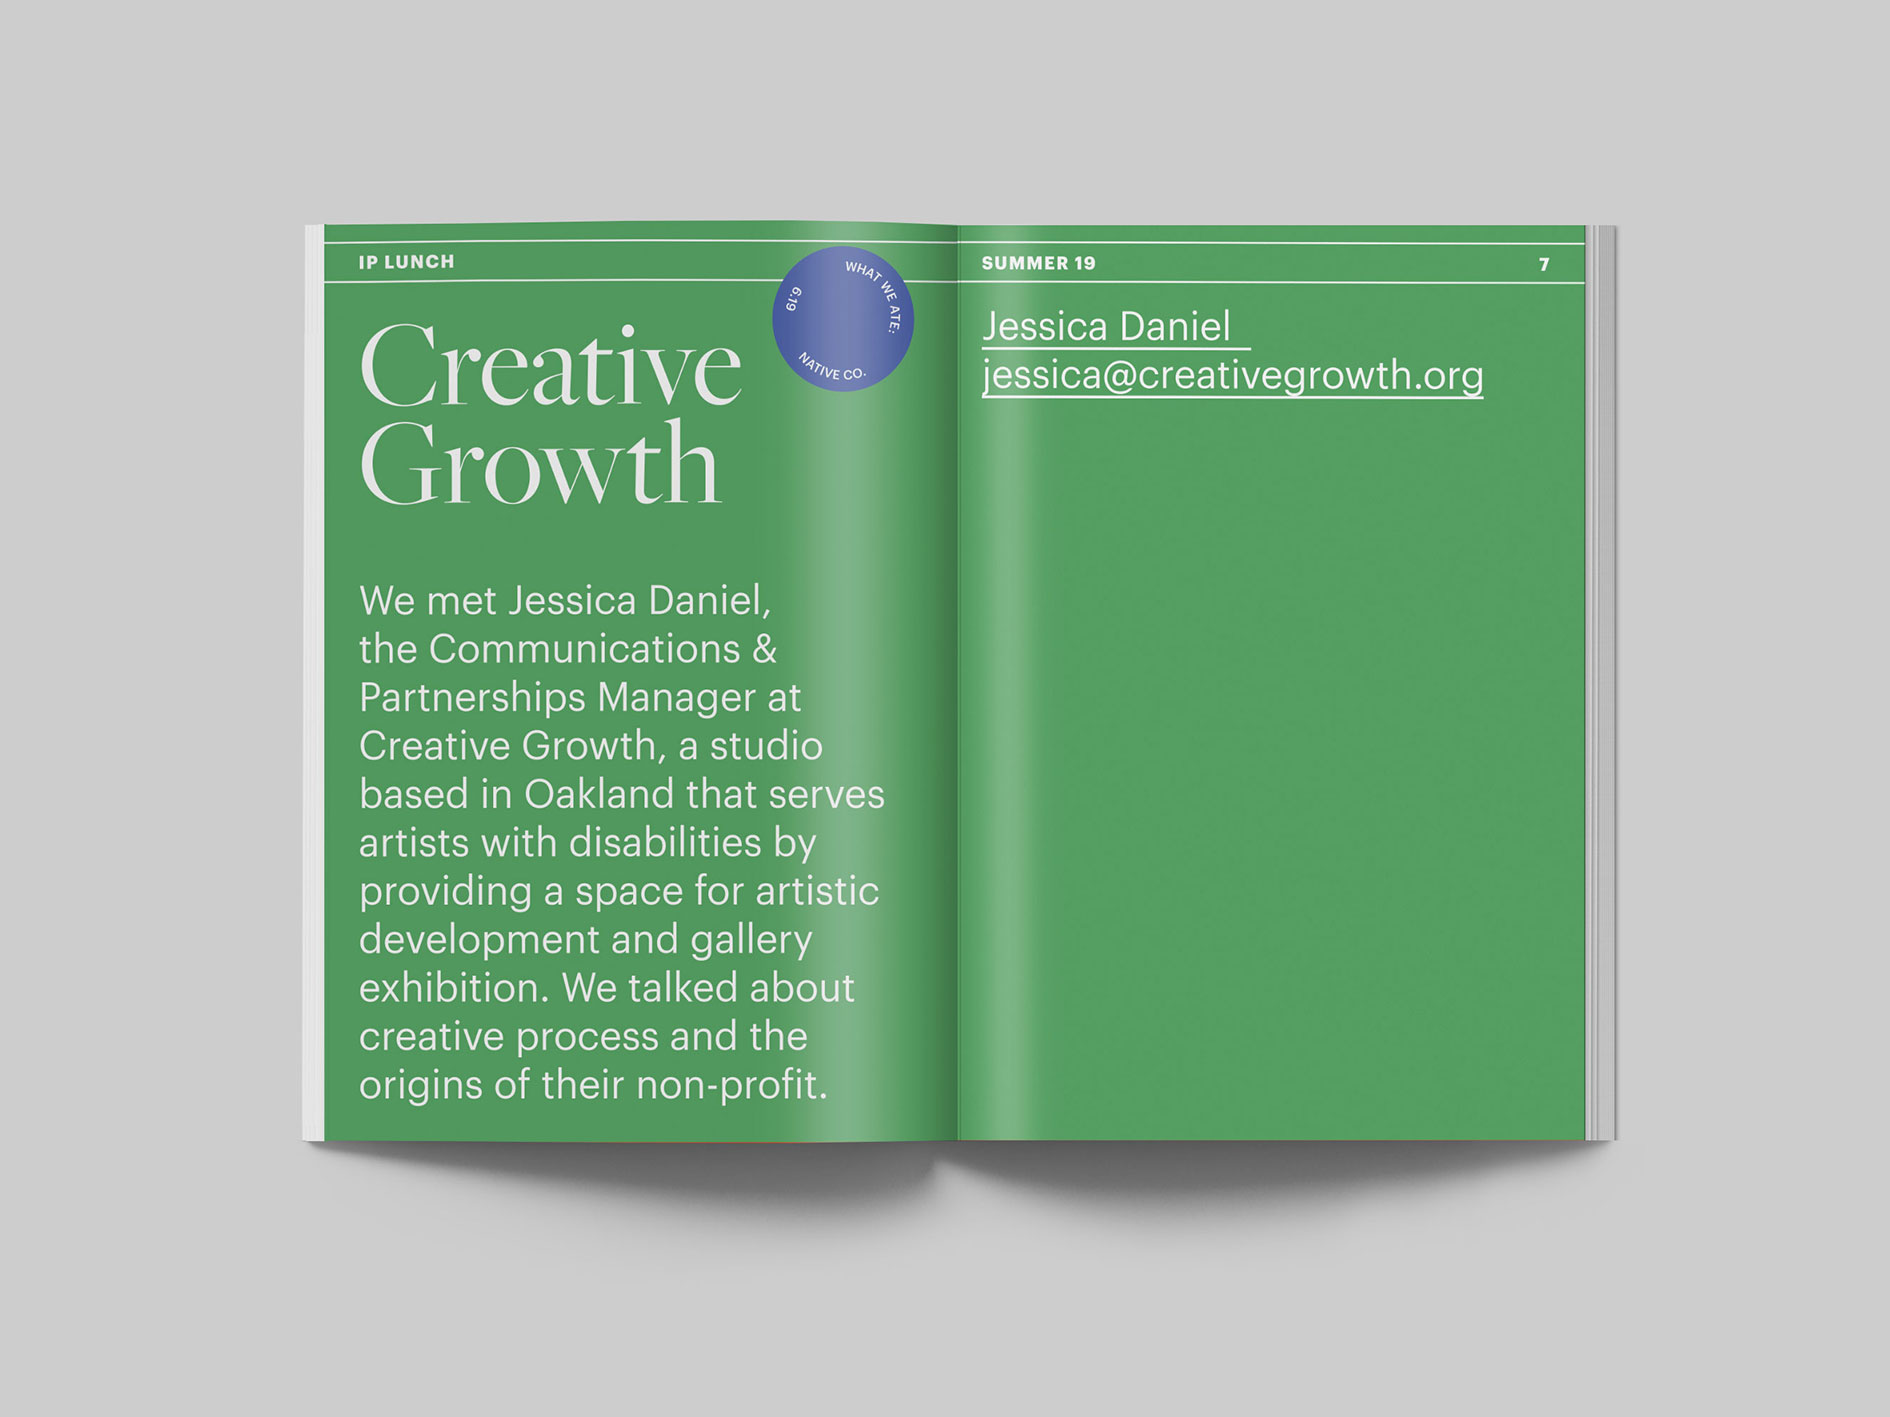 IP LUNCH
WHAT WE ATE:
NATIVE CO.
6.19
Creative
Growth
We met Jessica Daniel,
the Communications &
Partnerships Manager at
Creative Growth, a studio
based in Oakland that serves
artists with disabilities by
providing a space for artistic
development and gallery
exhibition. We talked about
creative process and the
origins of their non-profit.
SUMMER 19
7
Jessica Daniel
jessica@creativegrowth.org